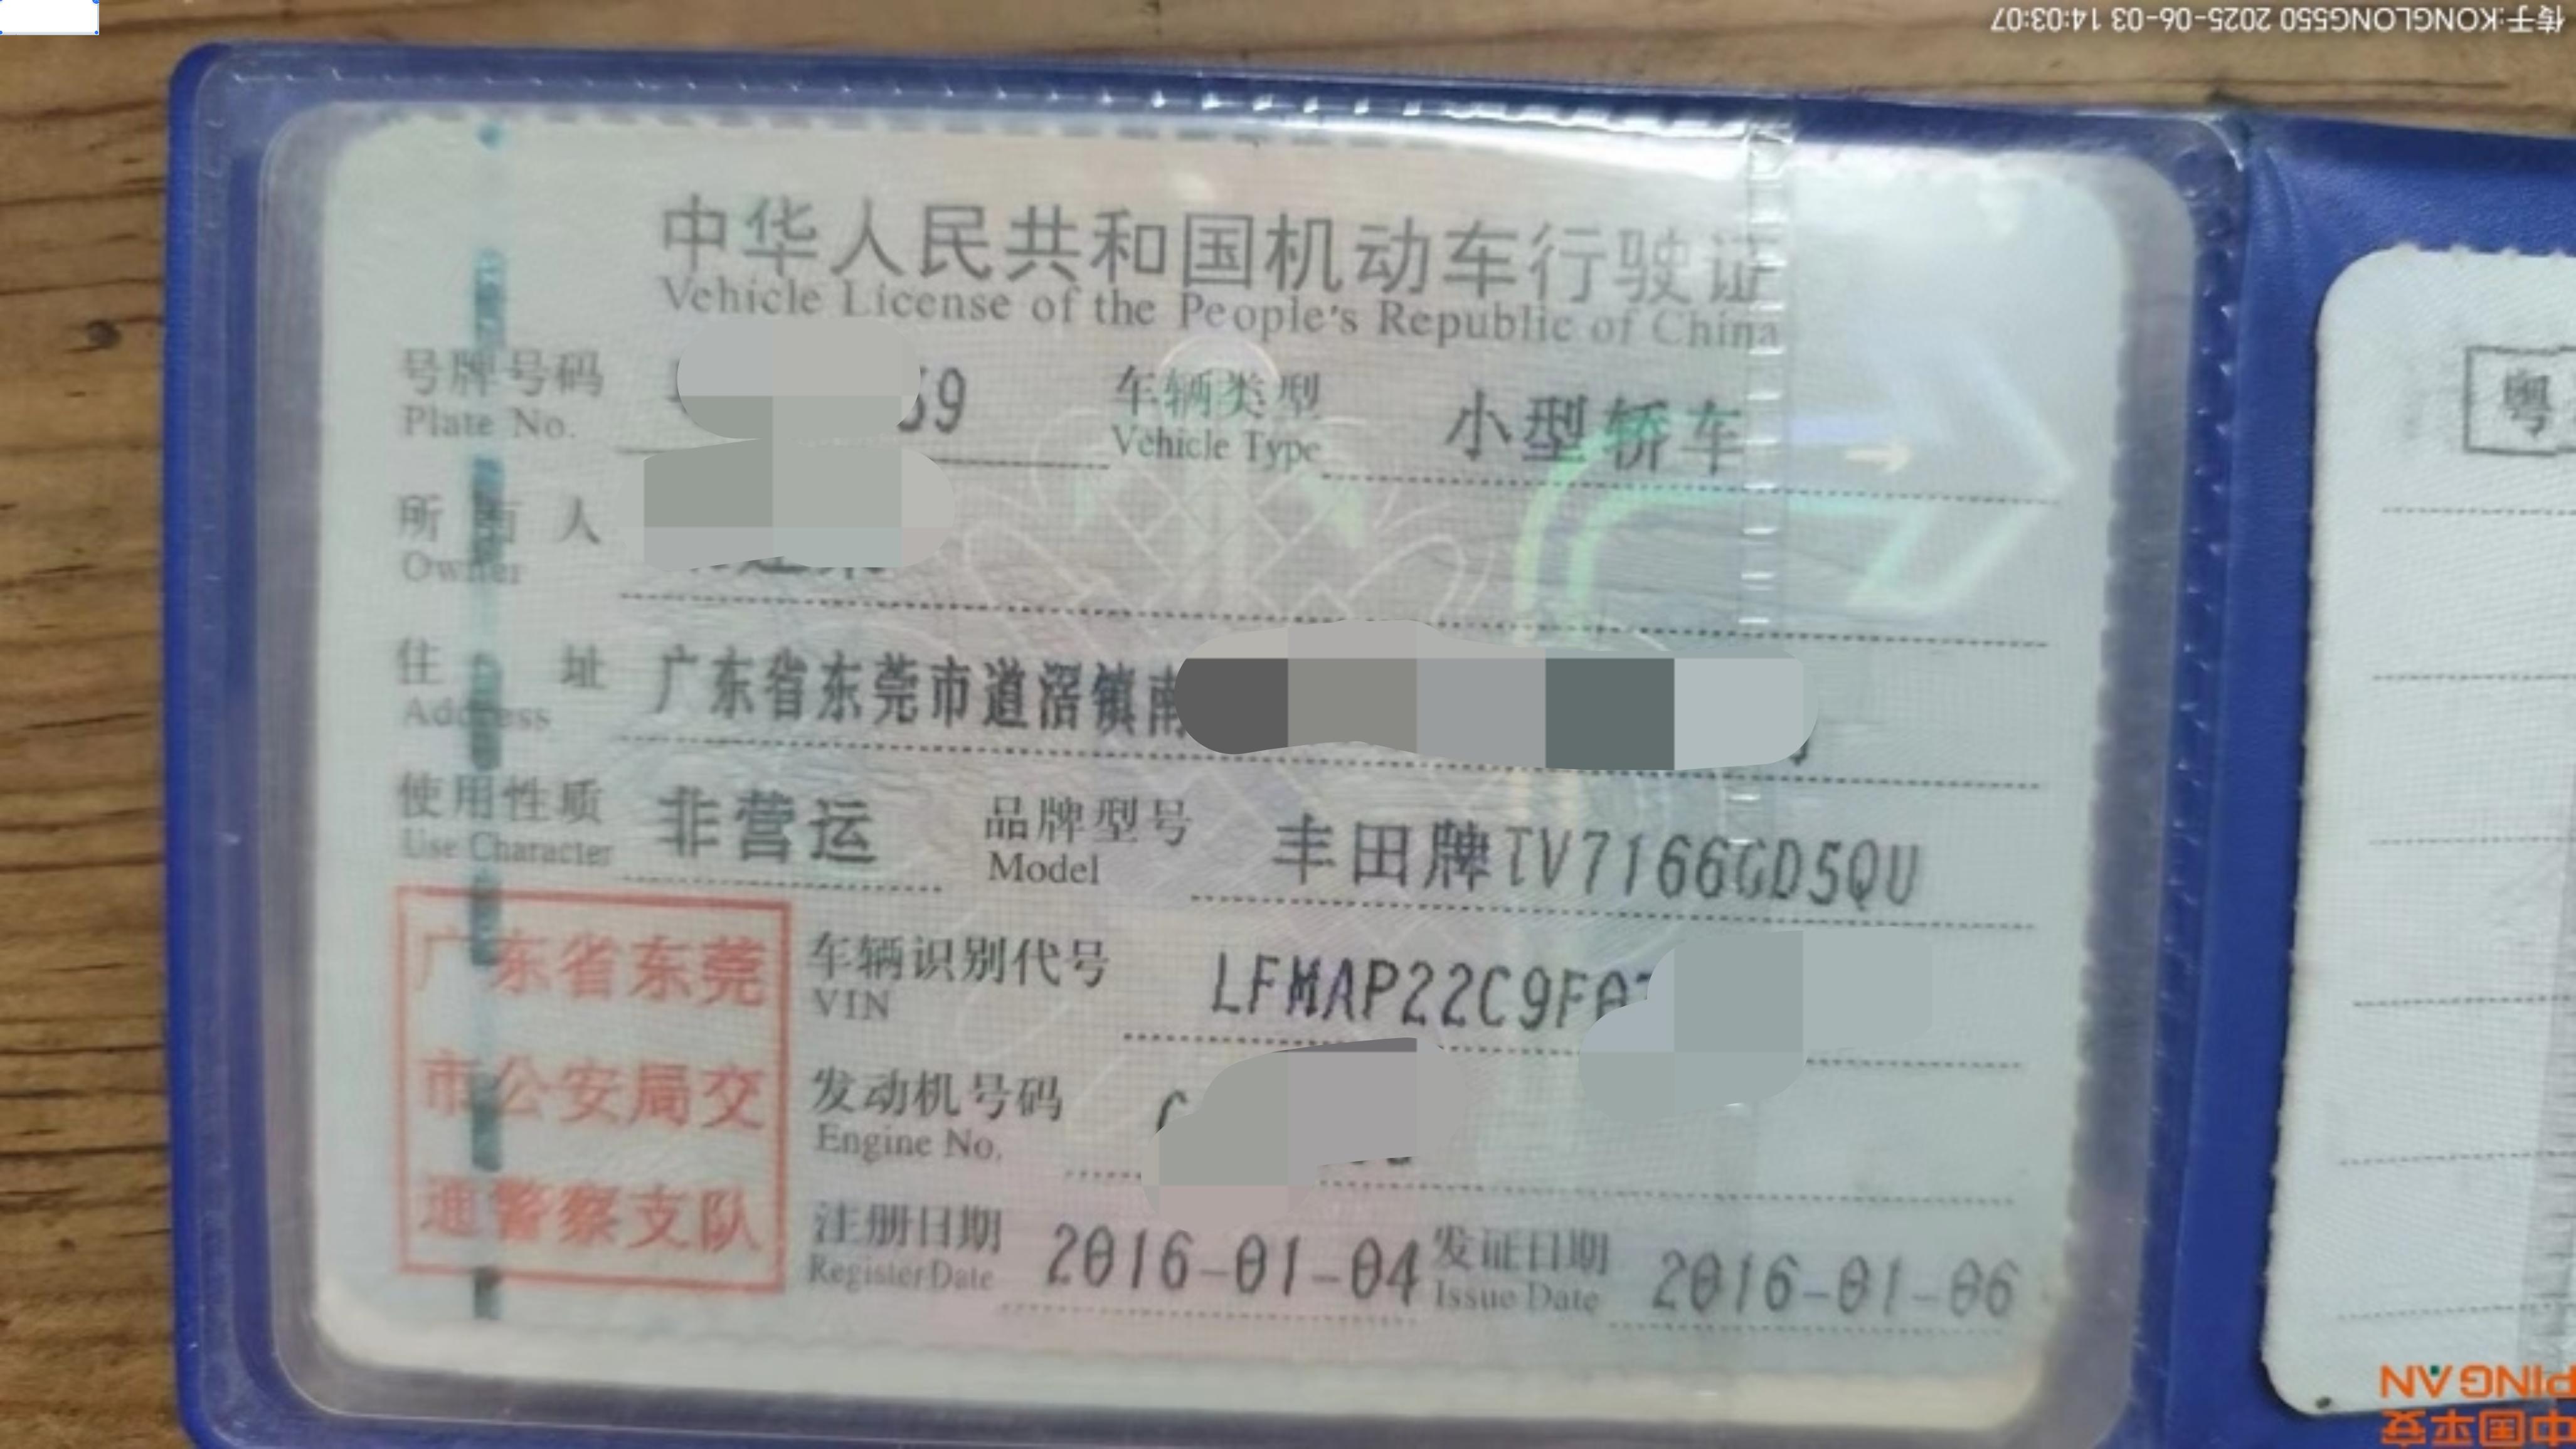 传于:KONGLONG550 2025-06-03 14:03:07
中华人民共和国机动车行驶证
Vehicle License of the People's Republic of China
号牌号码 59 车辆类型 小型轿车
Plate No. Vehicle Type
所有人
Owner
住址 广东省东莞市道滘镇南
Address
使用性质 非营运 品牌型号 丰田牌TV7166GD5QU
Use Character Model
广东省东莞
市公安局交
通警察支队
车辆识别代号 LFMAP22C9F0
VIN
发动机号码
Engine No.
注册日期 2016-01-04 发证日期 2016-01-06
Register Date Issue Date
粤
PING AN
中国平安